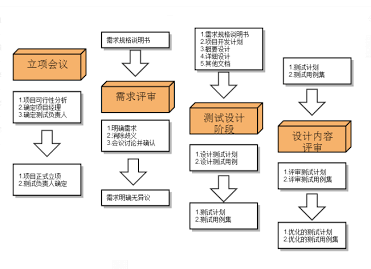 立项会议
1.项目可行性分析
2.确定项目经理
3.确定测试负责人
1.项目正式立项
2.测试负责人确定
需求规格说明书
需求评审
1.明确需求
2.消除歧义
3.会议讨论并确认
需求明确无异议
1.需求规格说明书
2.项目开发计划
3.概要设计
4.详细设计
5.其他文档
测试设计
阶段
1.设计测试计划
2.设计测试用例
1.测试计划
2.测试用例集
1.测试计划
2.测试用例集
设计内容
评审
1.评审测试计划
2.评审测试用例集
1.优化的测试计划
2.优化的测试用例集